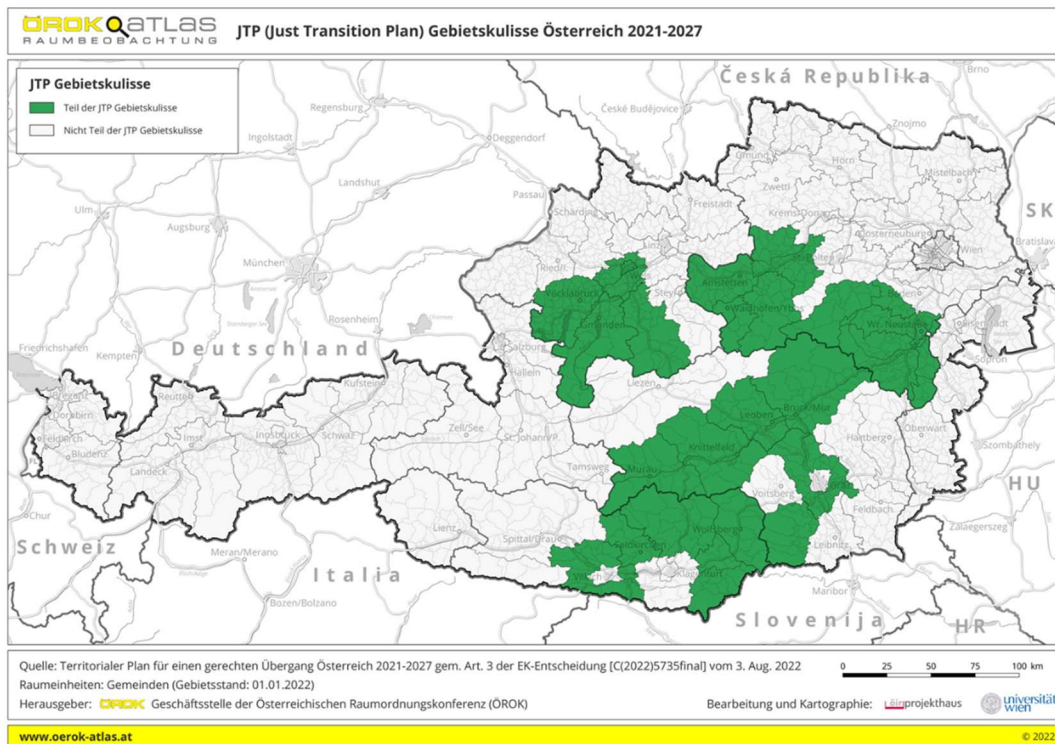 ÖROK ATLAS
RAUMBEOBACHTUNG
JTP (Just Transition Plan) Gebietskulisse Österreich 2021-2027
JTP Gebietskulisse
Teil der JTP Gebietskulisse
Nicht Teil der JTP Gebietskulisse
Česká Republika
Brno
Regensburg
České Budějovice
Znojmo
Ingolstadt
Deggendorf
Gmünd
Horn
Mistelbach
Landshut
Passau
Zwettl
Freistadt
Schärding
Krems/Donau
SK
Ulm
Augsburg
Linz
Klosterneuburg
Wien
St. Pölten
Bratislava
München
Ried/I.
Amstetten
Vöcklabruck
Steyr
Waidhofen/Y.
Baden
Starnberger See
Rosenheim
Gmunden
Wr. Neustadt
Eisenstadt
Friedrichshafen
Kempten
Deutschland
Salzburg
Sopron
Hallein
Kufstein
Liezen
Bregenz
Reutte
Dornbirn
Leoben
Bruck/Mur
Feldkirch
Imst
Innsbruck
Schwaz
Zell/See
St. Johann/P.
Hartberg
Oberwart
Bludenz
Knittelfeld
Szombathely
Landeck
Tamsweg
Murau
Voitsberg
HU
Chur
Lienz
Feldbach
Spittal/Drau
Wolfsberg
Zalaegerszeg
Schweiz
Meran/Merano
Feldkirchen
Leibnitz
Italia
Villach
Klagenfurt
Maribor
Bozen/Bolzano
Slovenija
HR
Quelle: Territorialer Plan für einen gerechten Übergang Österreich 2021-2027 gem. Art. 3 der EK-Entscheidung [C(2022)5735final] vom 3. Aug. 2022
0 25 50 75 100 km
Raumeinheiten: Gemeinden (Gebietsstand: 01.01.2022)
Herausgeber: ÖROK Geschäftsstelle der Österreichischen Raumordnungskonferenz (ÖROK)
Bearbeitung und Kartographie: projekthaus universität wien
www.oerok-atlas.at
© 2022